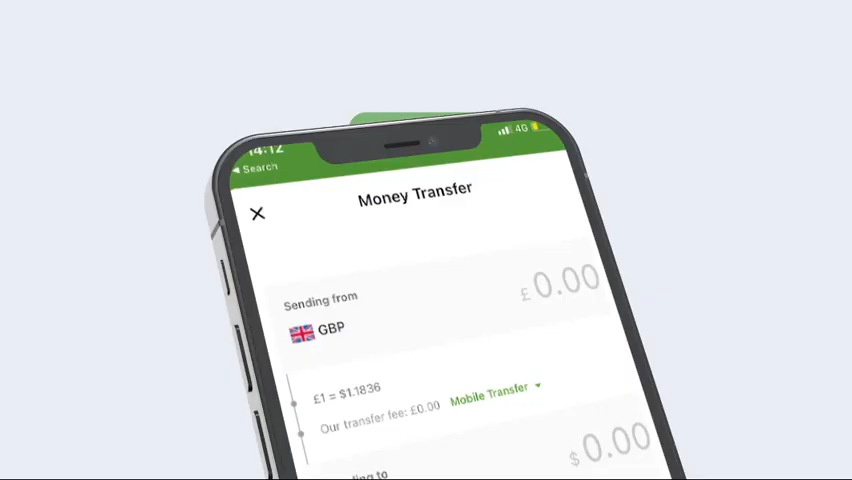 14:12
4G
◀ Search
Money Transfer
Sending from
£ 0.00
GBP
£1 = $1.1836
Our transfer fee: £0.00 Mobile Transfer
$ 0.00